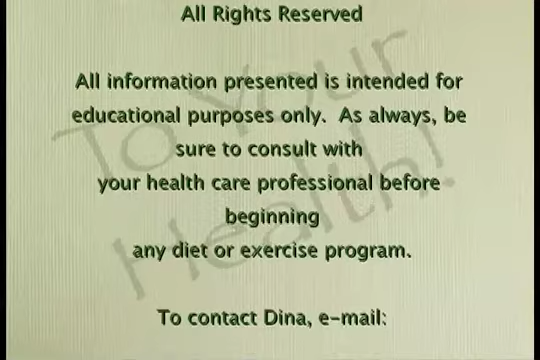 All Rights Reserved
All information presented is intended for
educational purposes only.  As always, be
sure to consult with
your health care professional before
beginning
any diet or exercise program.
To contact Dina, e-mail:
To Your
Health!